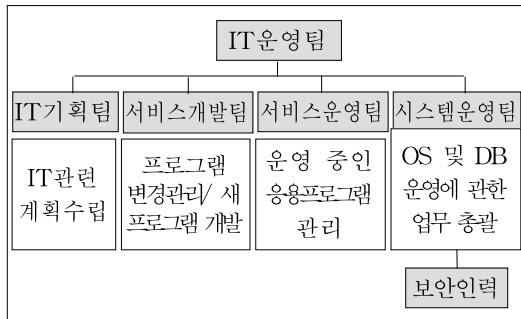 IT운영팀
IT기획팀 서비스개발팀 서비스운영팀 시스템운영팀
IT관련
계획수립
프로그램
변경관리/ 새
프로그램 개발
운영 중인
응용프로그램
관리
OS 및 DB
운영에 관한
업무 총괄
보안인력